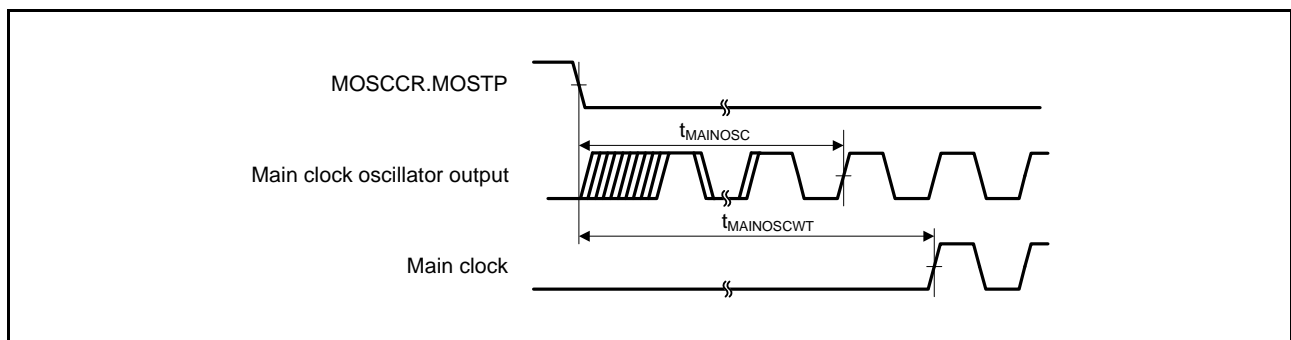 MOSCCR.MOSTP
tMAINOSC
Main clock oscillator output
tMAINOSCWT
Main clock